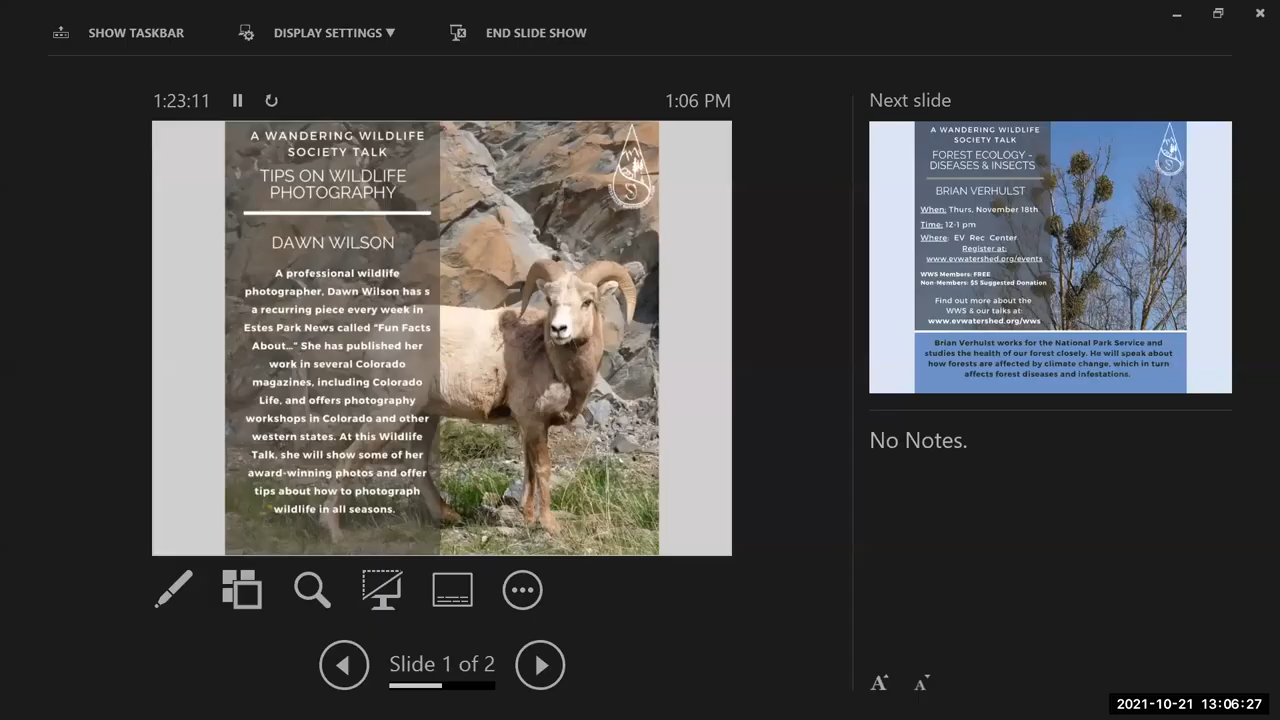 SHOW TASKBAR
DISPLAY SETTINGS ▼
END SLIDE SHOW
1:23:11
1:06 PM
A WANDERING WILDLIFE
SOCIETY TALK
TIPS ON WILDLIFE
PHOTOGRAPHY
DAWN WILSON
A professional wildlife
photographer, Dawn Wilson has s
a recurring piece every week in
Estes Park News called "Fun Facts
About..." She has published her
work in several Colorado
magazines, including Colorado
Life, and offers photography
workshops in Colorado and other
western states. At this Wildlife
Talk, she will show some of her
award-winning photos and offer
tips about how to photograph
wildlife in all seasons.
Slide 1 of 2
Next slide
A WANDERING WILDLIFE
SOCIETY TALK
FOREST ECOLOGY -
DISEASES & INSECTS
BRIAN VERHULST
When: Thurs, November 18th
Time: 12-1 pm
Where: EV Rec Center
Register at:
www.evwatershed.org/events
WWS Members: FREE
Non-Members: $5 Suggested Donation
Find out more about the
WWS & our talks at:
www.evwatershed.org/wws
Brian Verhulst works for the National Park Service and
studies the health of our forest closely. He will speak about
how forests are affected by climate change, which in turn
affects forest diseases and infestations.
No Notes.
A A
2021-10-21 13:06:27